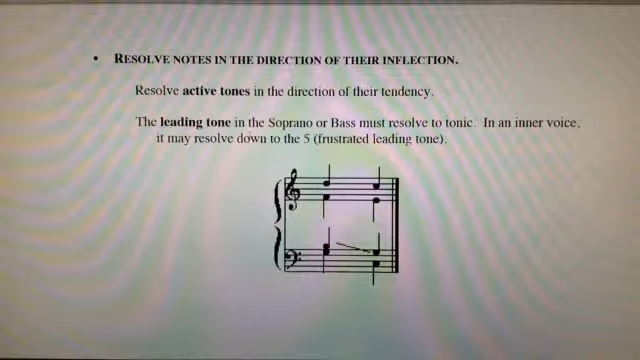 • RESOLVE NOTES IN THE DIRECTION OF THEIR INFLECTION.
Resolve active tones in the direction of their tendency.
The leading tone in the Soprano or Bass must resolve to tonic. In an inner voice,
it may resolve down to the 5 (frustrated leading tone).